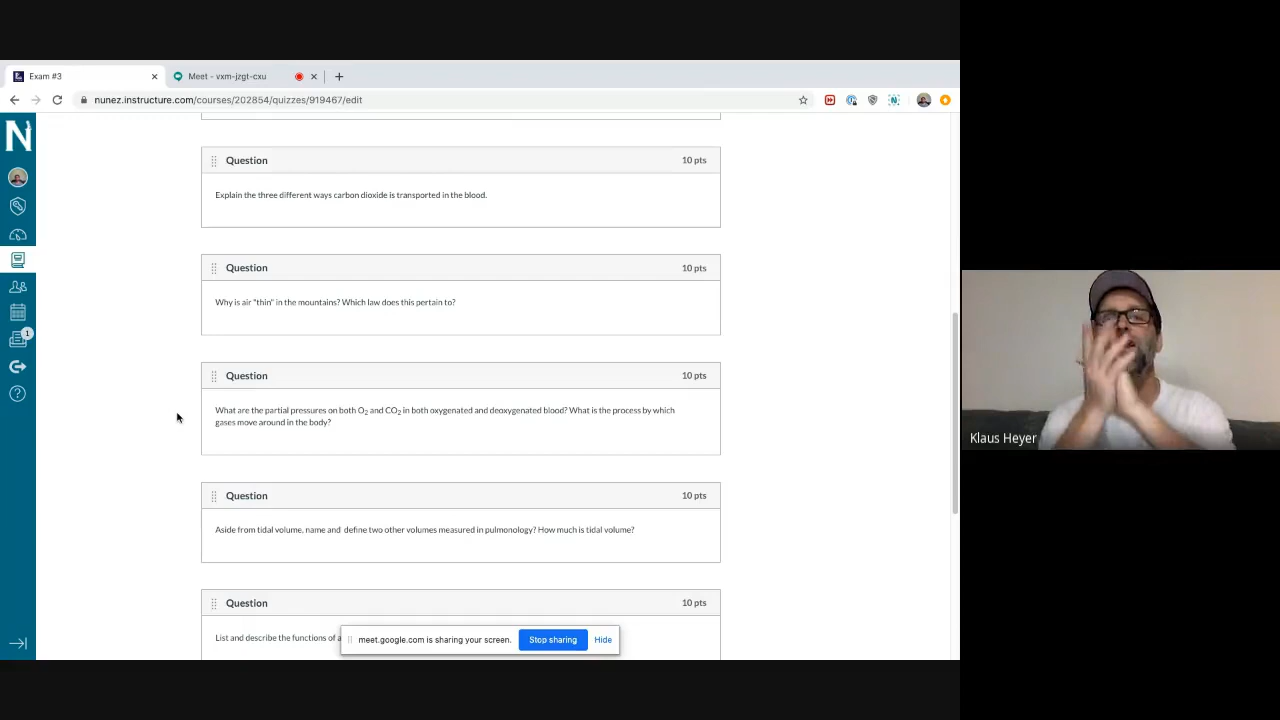 Exam #3
Meet - vxm-jzgt-cxu
nunez.instructure.com/courses/202854/quizzes/919467/edit
N
Question 10 pts
Explain the three different ways carbon dioxide is transported in the blood.
Question 10 pts
Why is air "thin" in the mountains? Which law does this pertain to?
Question 10 pts
What are the partial pressures on both O₂ and CO₂ in both oxygenated and deoxygenated blood? What is the process by which
gases move around in the body?
Question 10 pts
Aside from tidal volume, name and define two other volumes measured in pulmonology? How much is tidal volume?
Question 10 pts
List and describe the functions of a
meet.google.com is sharing your screen. Stop sharing Hide
1
Klaus Heyer